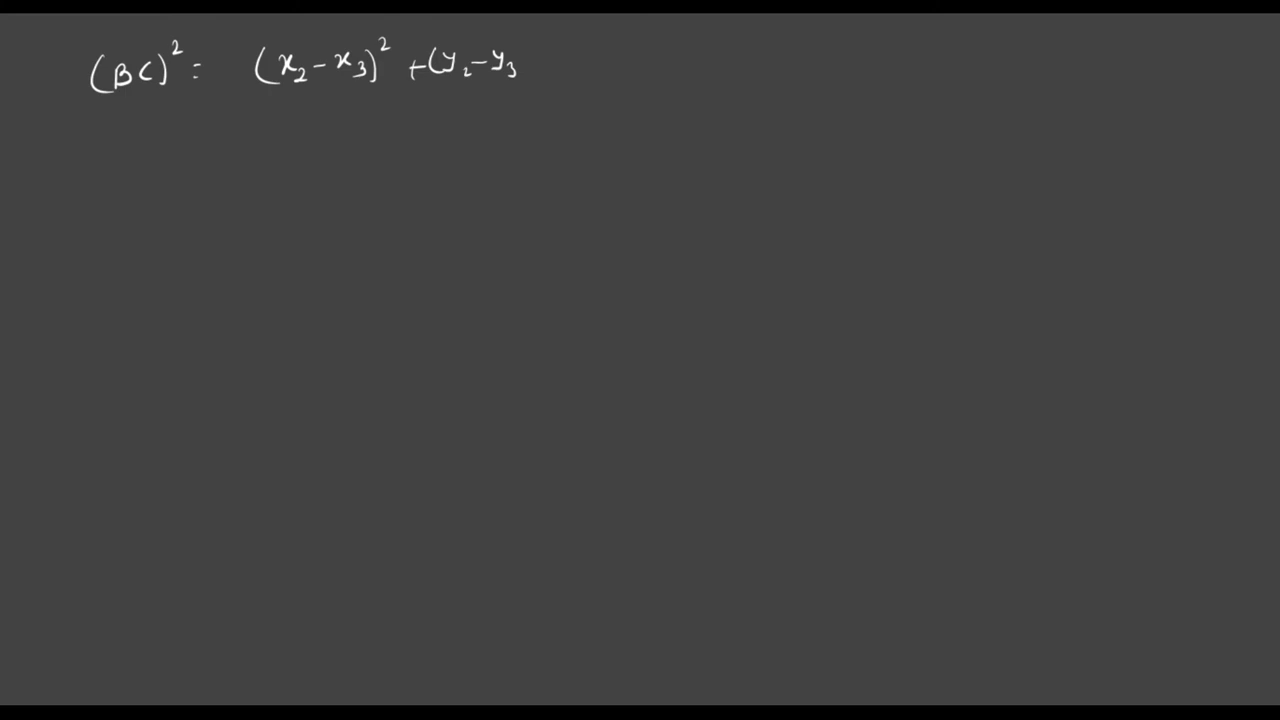 (BC)² = (x₂ - x₃)² + (y₂ - y₃